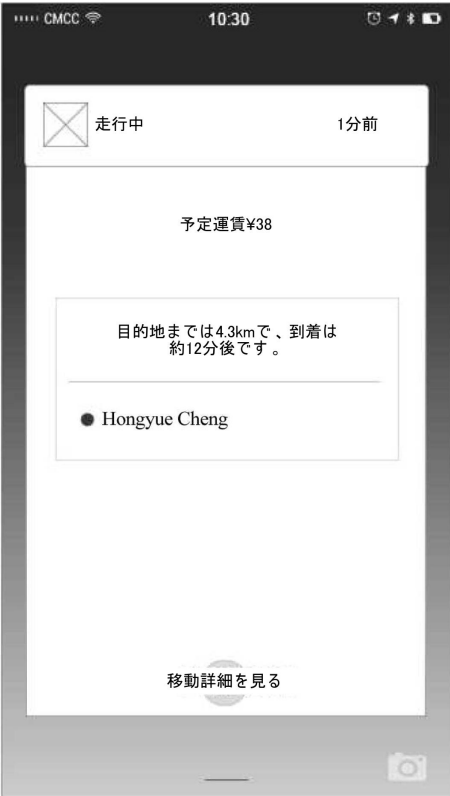 CMCC 10:30
走行中 1分前
予定運賃¥38
目的地までは4.3kmで、到着は
約12分後です。
Hongyue Cheng
移動詳細を見る